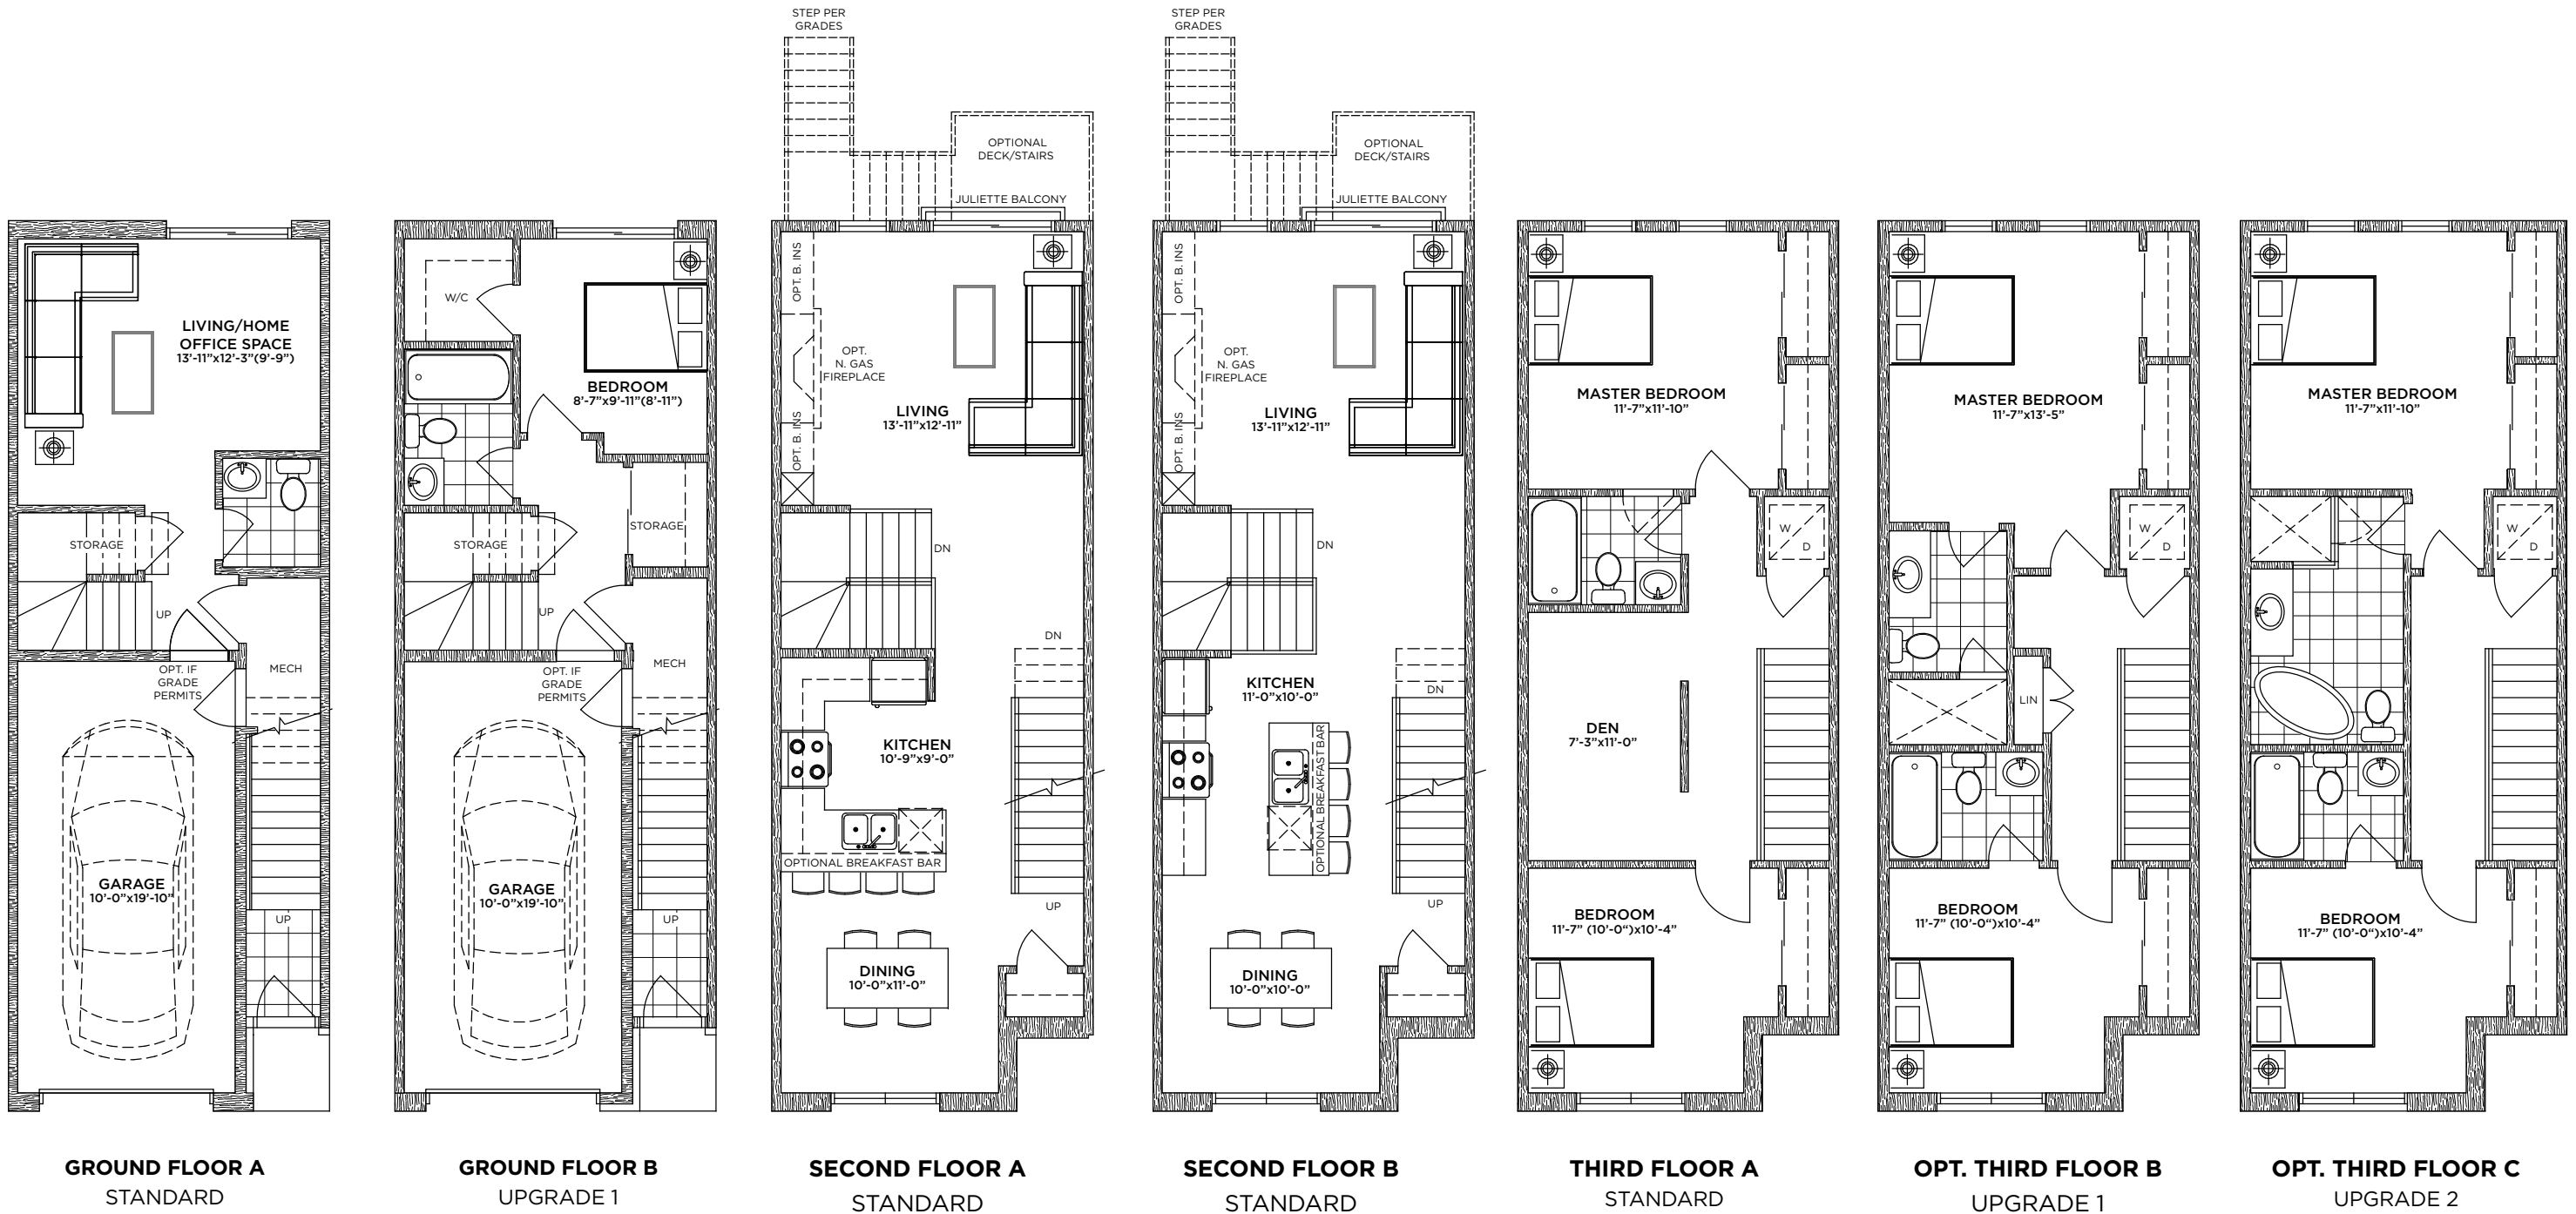 LIVING/HOME
OFFICE SPACE
13'-11"x12'-3"(9'-9")
STORAGE
UP
OPT. IF
GRADE
PERMITS
MECH
GARAGE
10'-0"x19'-10"
UP
GROUND FLOOR A
STANDARD
W/C
BEDROOM
8'-7"x9'-11"(8'-11")
STORAGE
STORAGE
UP
OPT. IF
GRADE
PERMITS
MECH
GARAGE
10'-0"x19'-10"
UP
GROUND FLOOR B
UPGRADE 1
STEP PER
GRADES
OPTIONAL
DECK/STAIRS
JULIETTE BALCONY
OPT. B. INS
OPT.
N. GAS
FIREPLACE
OPT. B. INS
LIVING
13'-11"x12'-11"
DN
DN
KITCHEN
10'-9"x9'-0"
OPTIONAL BREAKFAST BAR
UP
DINING
10'-0"x11'-0"
SECOND FLOOR A
STANDARD
STEP PER
GRADES
OPTIONAL
DECK/STAIRS
JULIETTE BALCONY
OPT. B. INS
OPT.
N. GAS
FIREPLACE
OPT. B. INS
LIVING
13'-11"x12'-11"
DN
KITCHEN
11'-0"x10'-0"
DN
OPTIONAL BREAKFAST BAR
UP
DINING
10'-0"x10'-0"
SECOND FLOOR B
STANDARD
MASTER BEDROOM
11'-7"x11'-10"
W
D
DEN
7'-3"x11'-0"
BEDROOM
11'-7" (10'-0")x10'-4"
THIRD FLOOR A
STANDARD
MASTER BEDROOM
11'-7"x13'-5"
W
D
LIN
BEDROOM
11'-7" (10'-0")x10'-4"
OPT. THIRD FLOOR B
UPGRADE 1
MASTER BEDROOM
11'-7"x11'-10"
W
D
BEDROOM
11'-7" (10'-0")x10'-4"
OPT. THIRD FLOOR C
UPGRADE 2